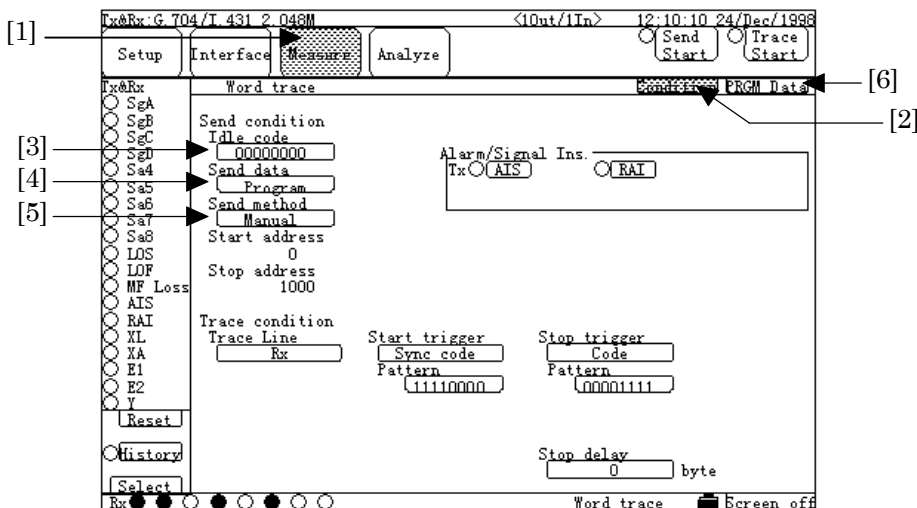 Tx&Rx:G.704/I.431 2.048M <1Out/1In> 12:10:10 24/Dec/1998
[1]
Setup Interface Measure Analyze Send Start Trace Start
Tx&Rx Word trace Condition PRGM Data
[6]
[2]
SgA
SgB
SgC
SgD
Sa4
Sa5
Sa6
Sa7
Sa8
LOS
LOF
MF Loss
AIS
RAI
XL
XA
E1
E2
Y
Reset
History
Select
Send condition
Idle code
[3] 00000000
Send data
[4] Program
Send method
[5] Manual
Start address
0
Stop address
1000
Alarm/Signal Ins.
Tx AIS RAI
Trace condition
Trace Line Start trigger Stop trigger
Rx Sync code Code
Pattern Pattern
11110000 00001111
Stop delay
0 byte
Rx Word trace Screen off